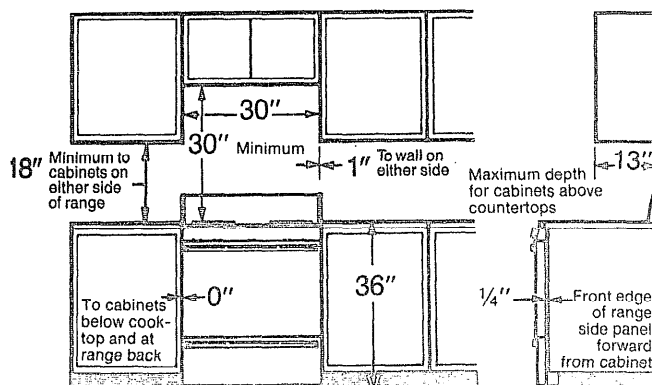 30"
30" Minimum
18" Minimum to
cabinets on
either side
of range
1" To wall on
either side
13"
Maximum depth
for cabinets above
countertops
To cabinets
below cook-
top and at
range back
0"
36"
1/4"
Front edge
of range
side panel
forward
from cabinet